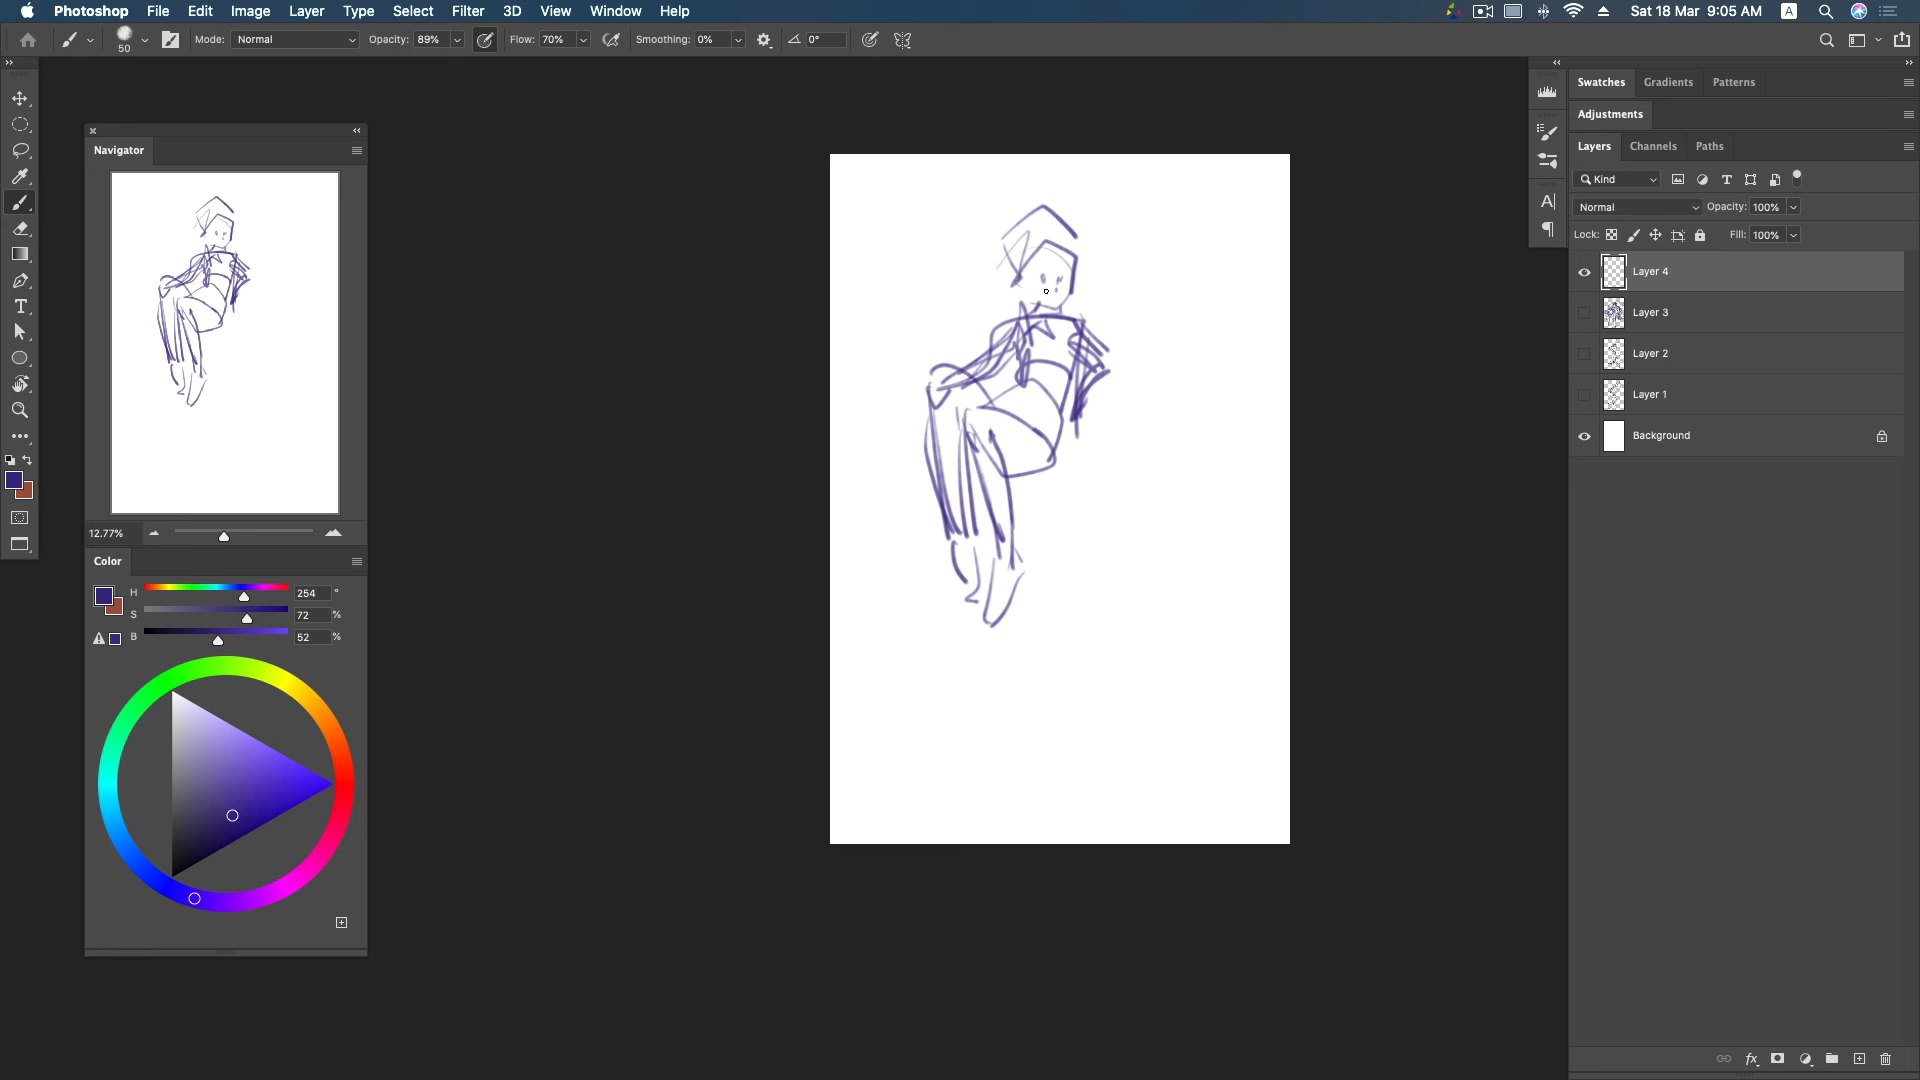 Photoshop File Edit Image Layer Type Select Filter 3D View Window Help Sat 18 Mar 9:05 AM A
50 Mode: Normal Opacity: 89% Flow: 70% Smoothing: 0% 0°
Navigator
12.77%
Color
H 254 °
S 72 %
B 52 %
Swatches Gradients Patterns
Adjustments
Layers Channels Paths
Kind
Normal Opacity: 100%
Lock: Fill: 100%
Layer 4
Layer 3
Layer 2
Layer 1
Background